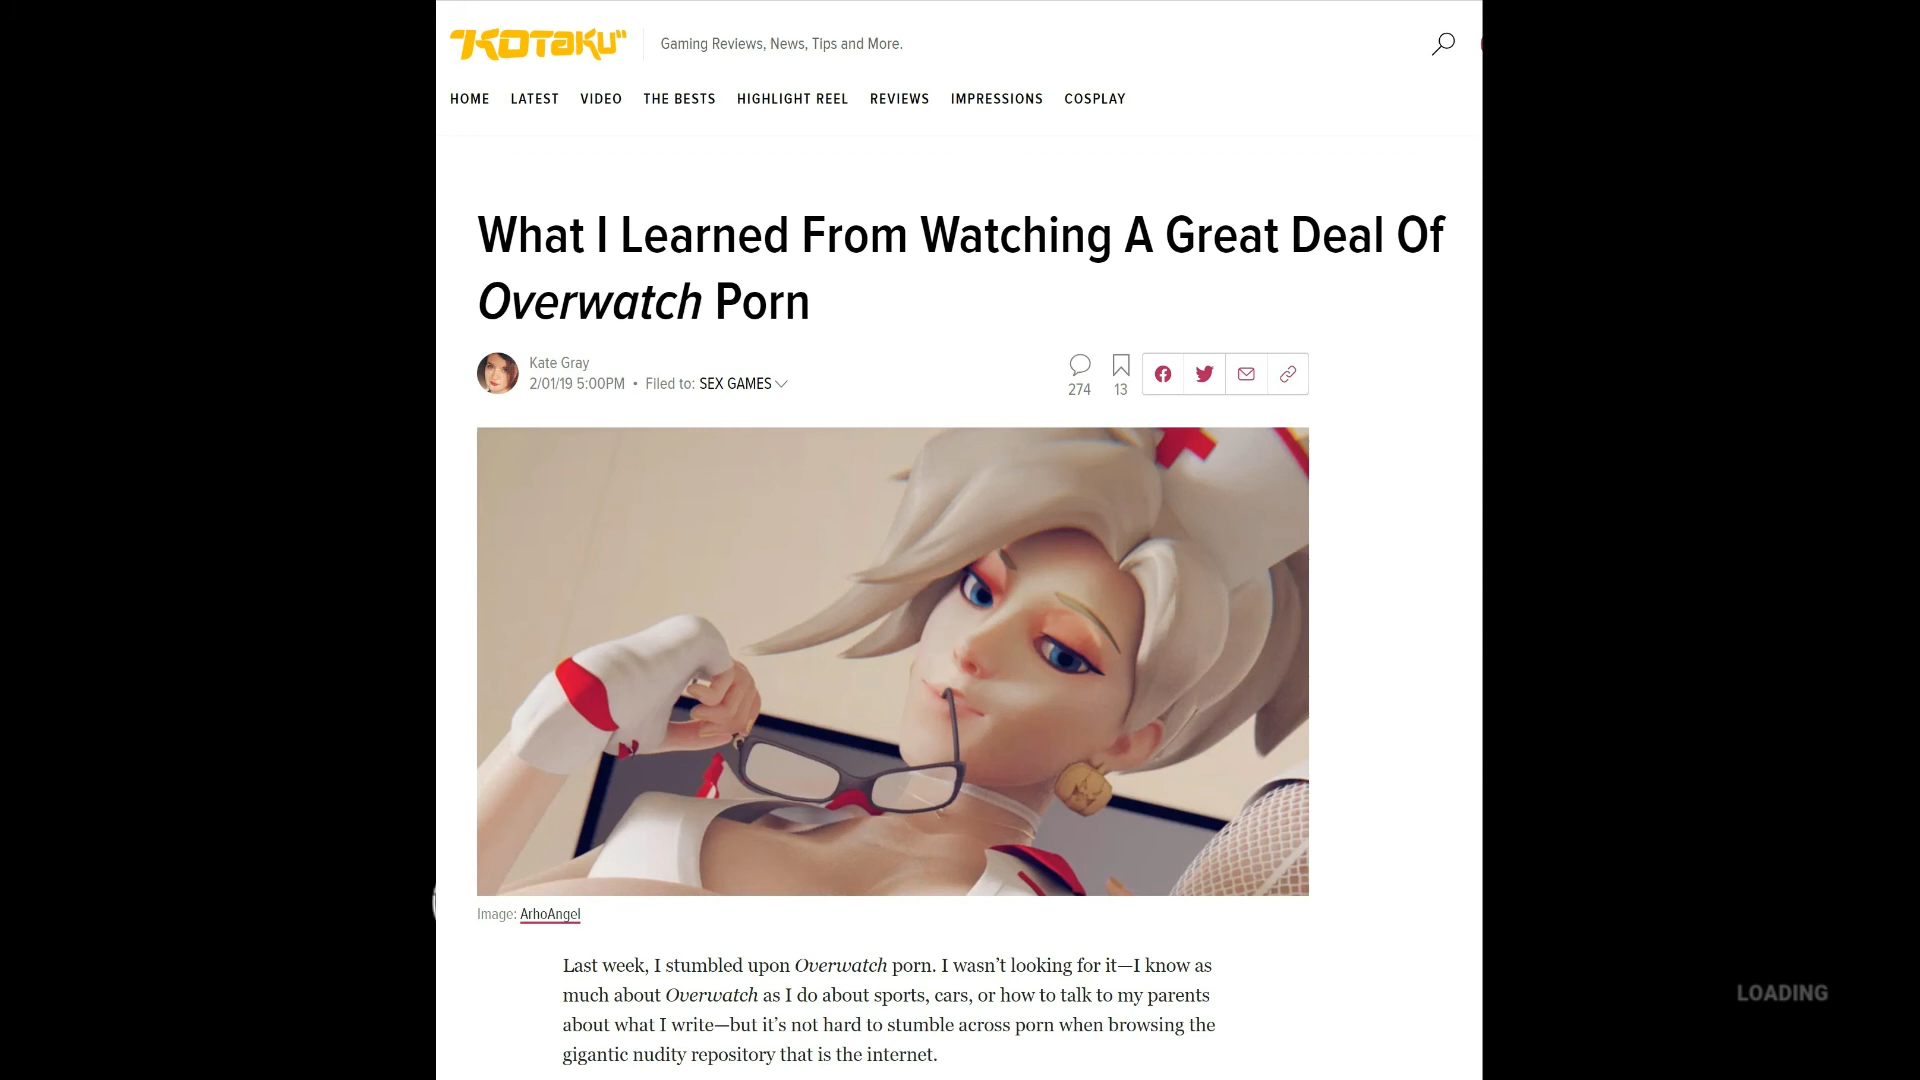 KOTaKU
Gaming Reviews, News, Tips and More.
HOME LATEST VIDEO THE BESTS HIGHLIGHT REEL REVIEWS IMPRESSIONS COSPLAY
What I Learned From Watching A Great Deal Of
Overwatch Porn
Kate Gray
2/01/19 5:00PM • Filed to: SEX GAMES
274 13
Image: ArhoAngel
Last week, I stumbled upon Overwatch porn. I wasn’t looking for it—I know as
much about Overwatch as I do about sports, cars, or how to talk to my parents
about what I write—but it’s not hard to stumble across porn when browsing the
gigantic nudity repository that is the internet.
LOADING